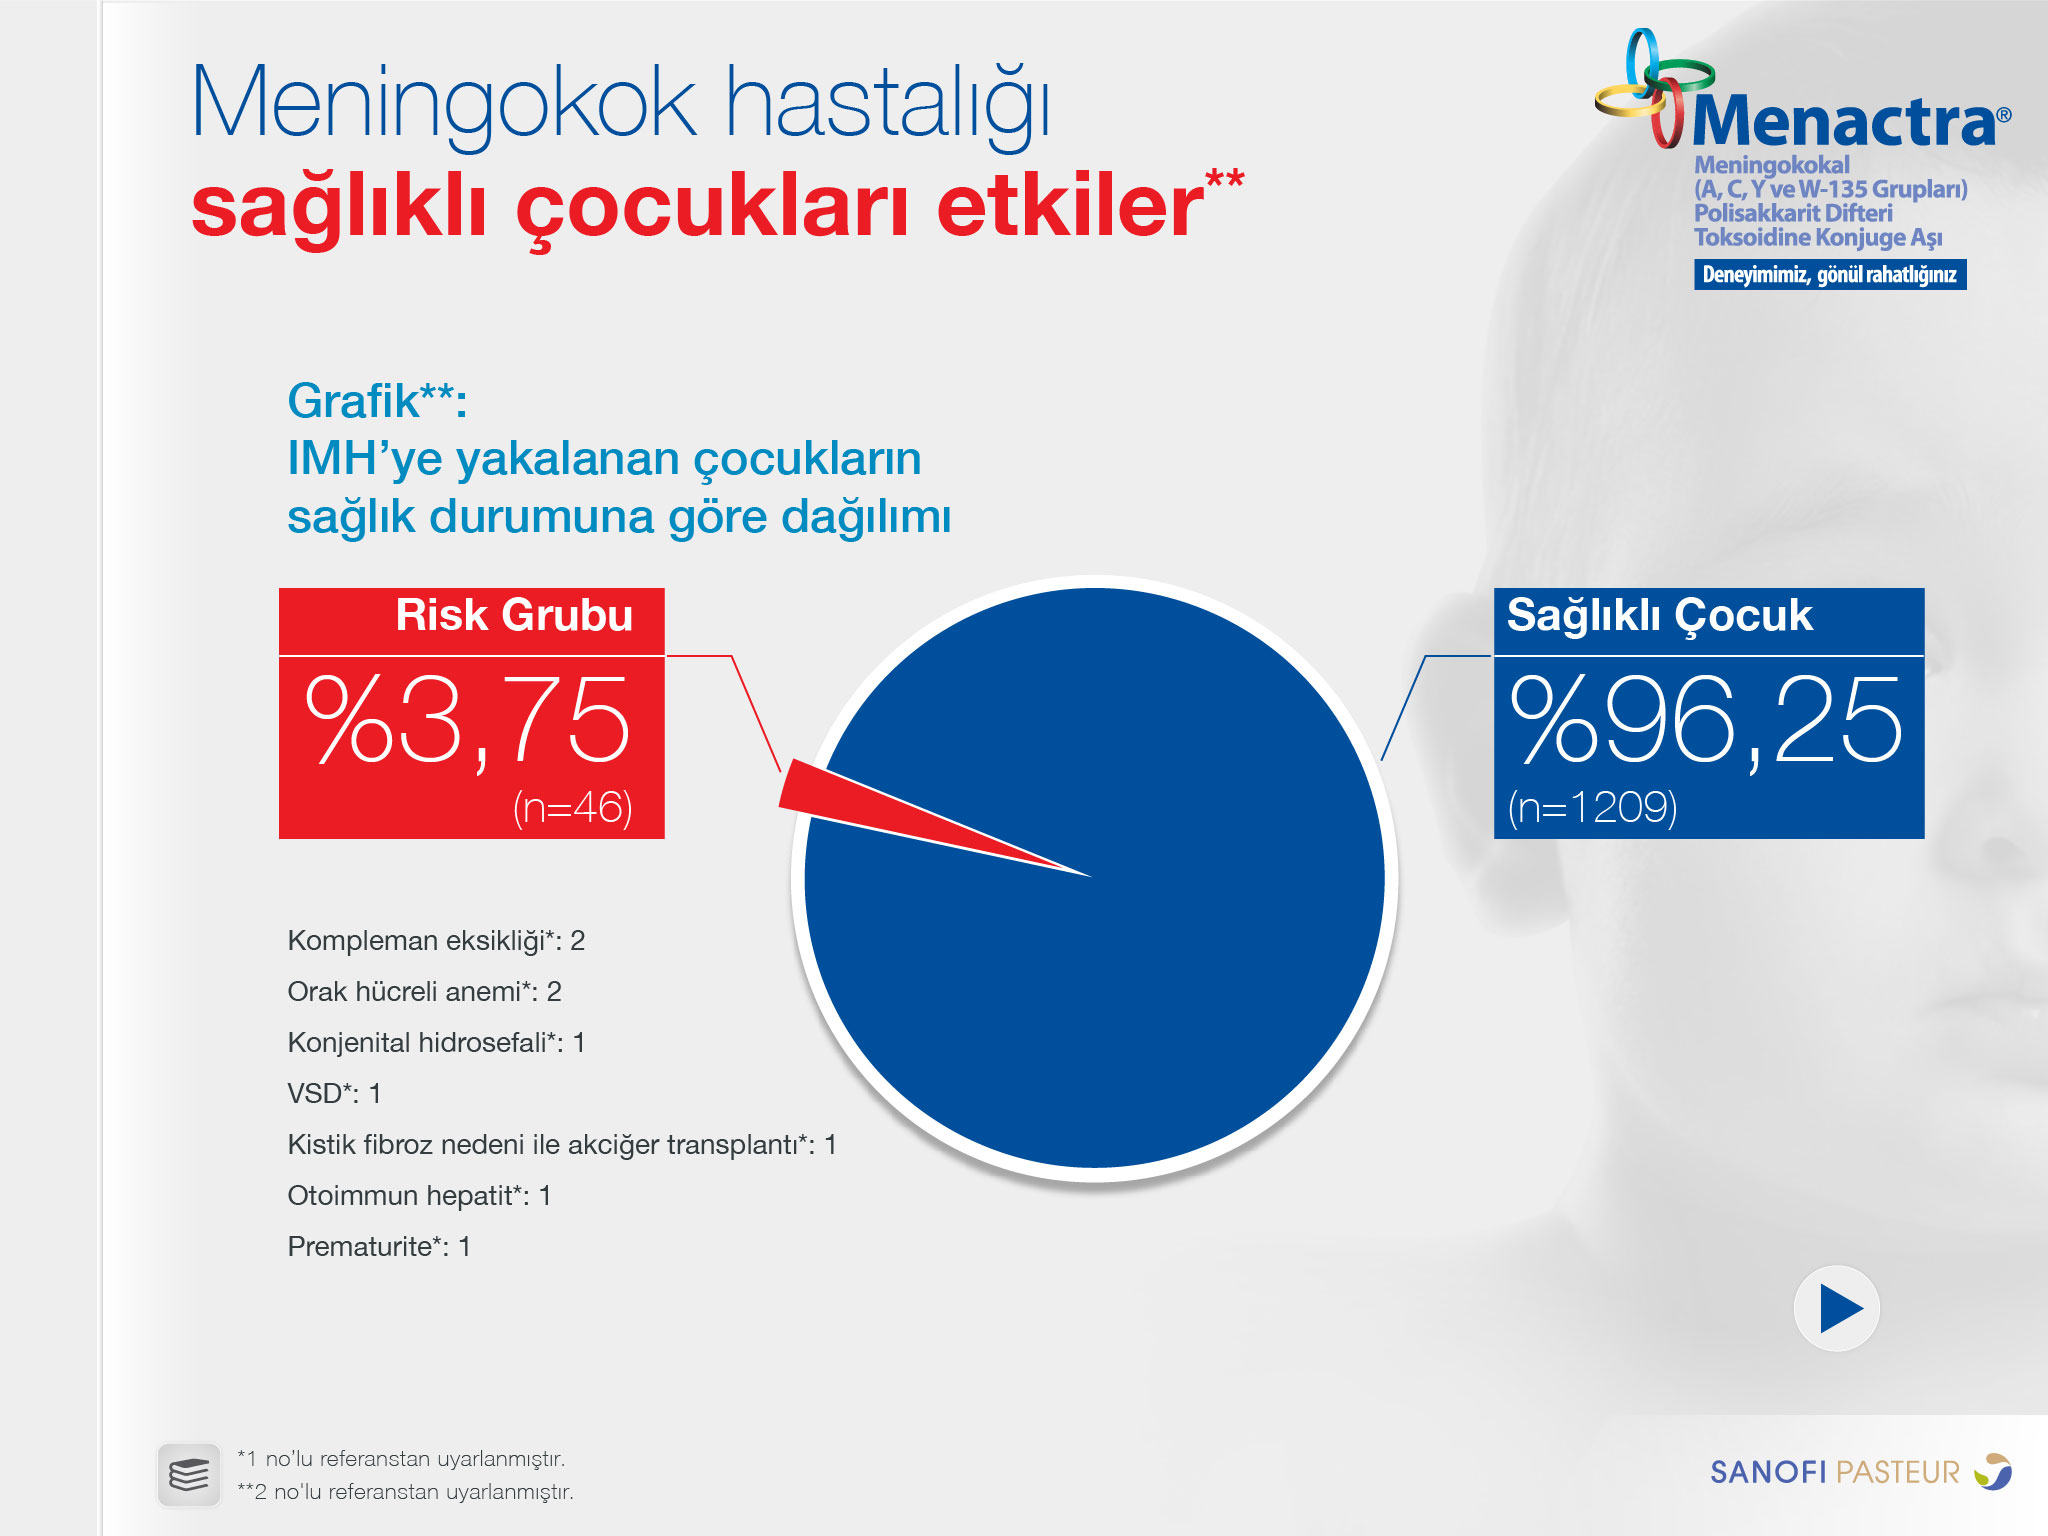 Meningokok hastalığı
sağlıklı çocukları etkiler**
Menactra®
Meningokokal
(A, C, Y ve W-135 Grupları)
Polisakkarit Difteri
Toksoidine Konjuge Aşı
Deneyimimiz, gönül rahatlığınız
Grafik**:
IMH’ye yakalanan çocukların
sağlık durumuna göre dağılımı
Risk Grubu
%3,75
(n=46)
Sağlıklı Çocuk
%96,25
(n=1209)
Kompleman eksikliği*: 2
Orak hücreli anemi*: 2
Konjenital hidrosefali*: 1
VSD*: 1
Kistik fibroz nedeni ile akciğer transplantı*: 1
Otoimmun hepatit*: 1
Prematurite*: 1
*1 no’lu referanstan uyarlanmıştır.
**2 no'lu referanstan uyarlanmıştır.
SANOFI PASTEUR